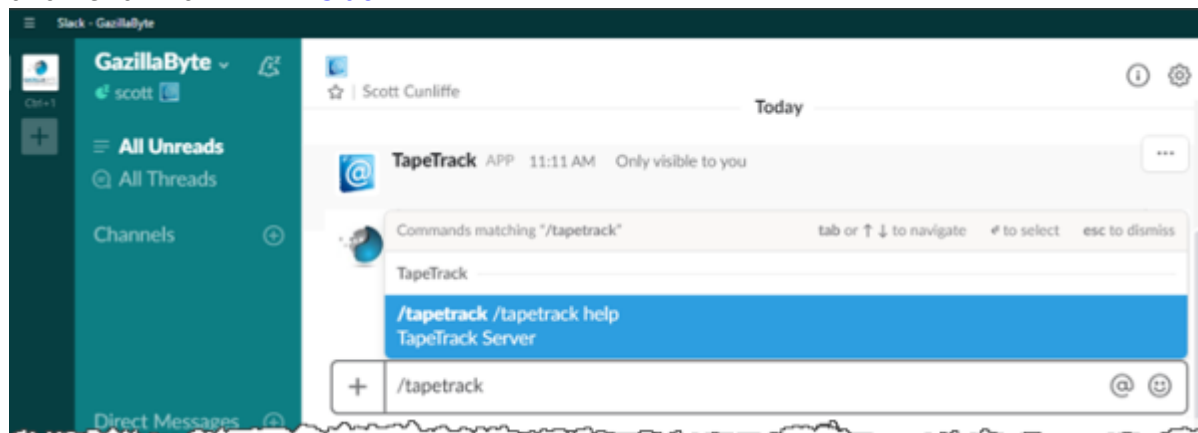 Slack - GazillaByte
Ctrl+1
GazillaByte
scott
All Unreads
All Threads
Channels
Direct Messages
Scott Cunliffe
Today
TapeTrack APP 11:11 AM Only visible to you
Commands matching "/tapetrack" tab or ↑ ↓ to navigate to select esc to dismiss
TapeTrack
/tapetrack /tapetrack help
TapeTrack Server
/tapetrack